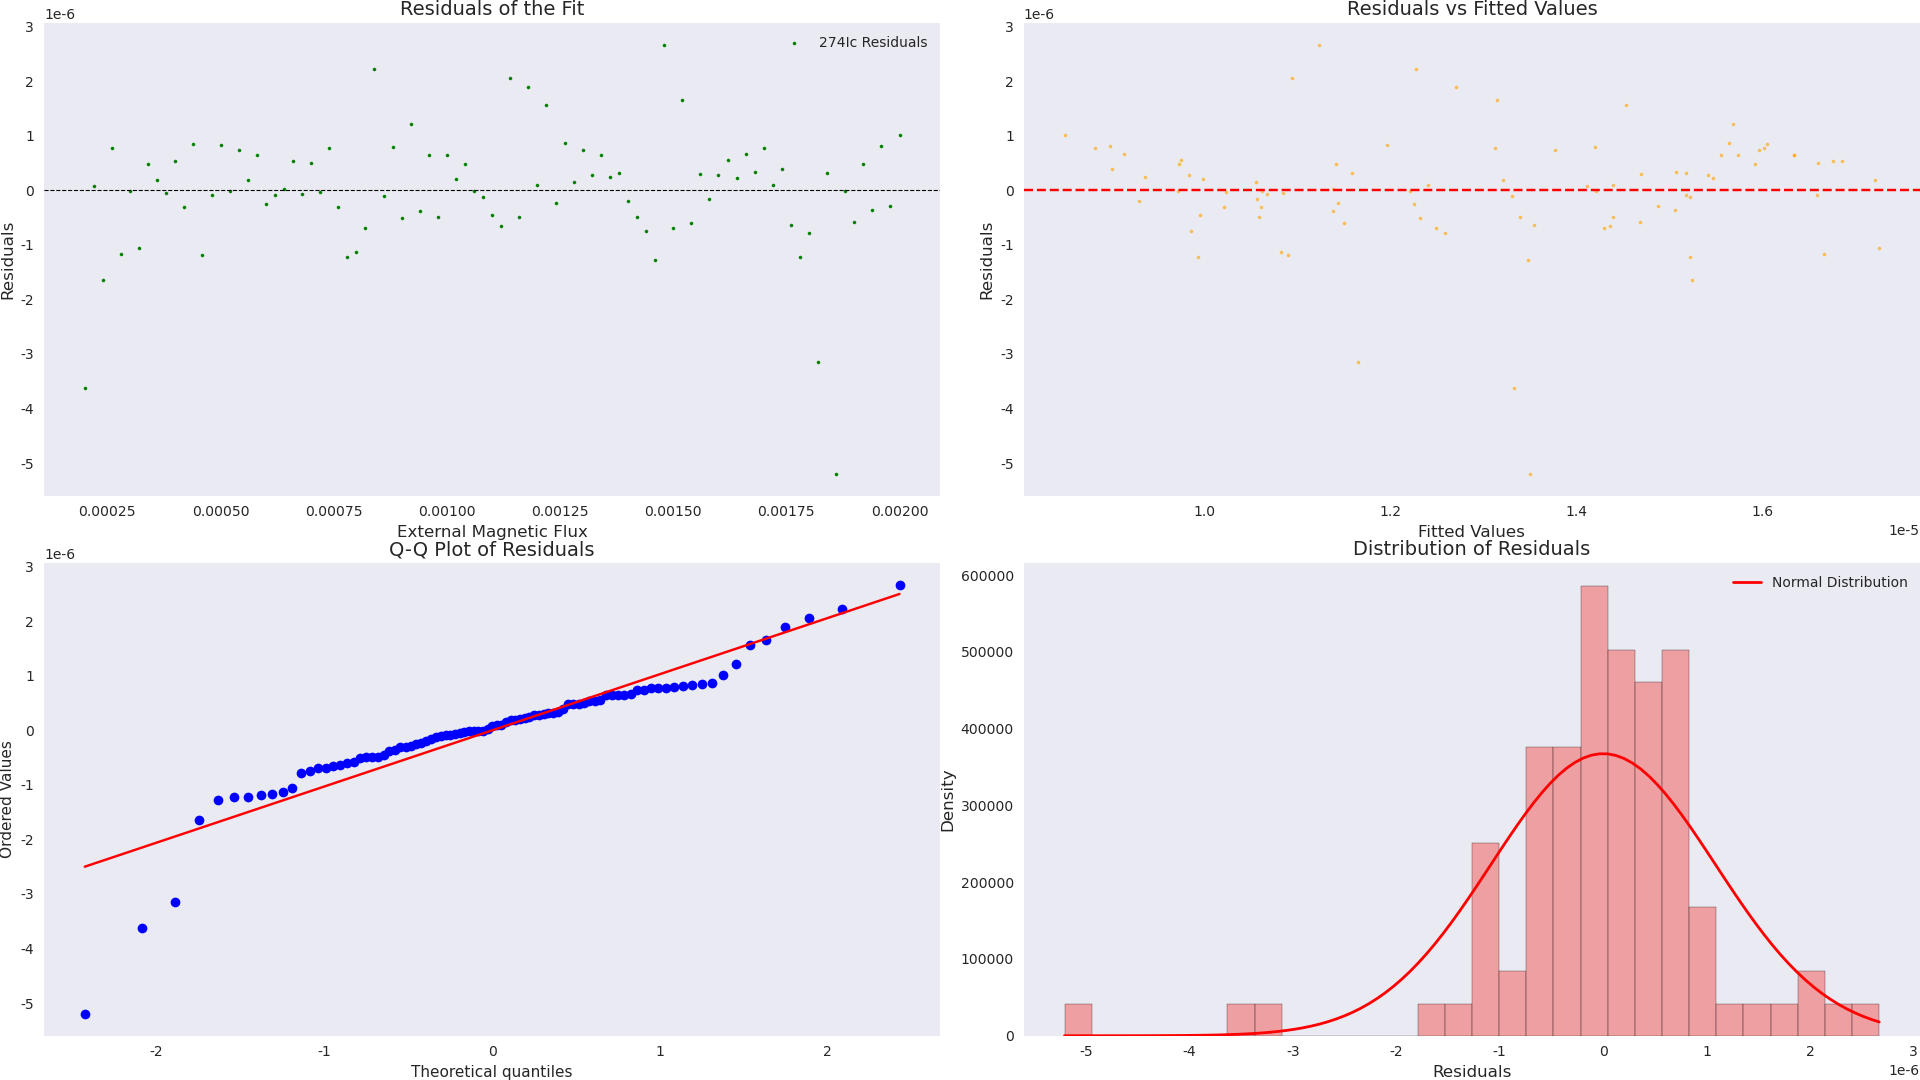 Residuals of the Fit
1e-6
274Ic Residuals
3
2
1
0
-1
-2
-3
-4
-5
Residuals
0.00025 0.00050 0.00075 0.00100 0.00125 0.00150 0.00175 0.00200
External Magnetic Flux
Residuals vs Fitted Values
1e-6
3
2
1
0
-1
-2
-3
-4
-5
Residuals
1.0 1.2 1.4 1.6
1e-5
Fitted Values
Q-Q Plot of Residuals
1e-6
3
2
1
0
-1
-2
-3
-4
-5
Ordered Values
-2 -1 0 1 2
Theoretical quantiles
Distribution of Residuals
Normal Distribution
600000
500000
400000
300000
200000
100000
0
Density
-5 -4 -3 -2 -1 0 1 2 3
1e-6
Residuals